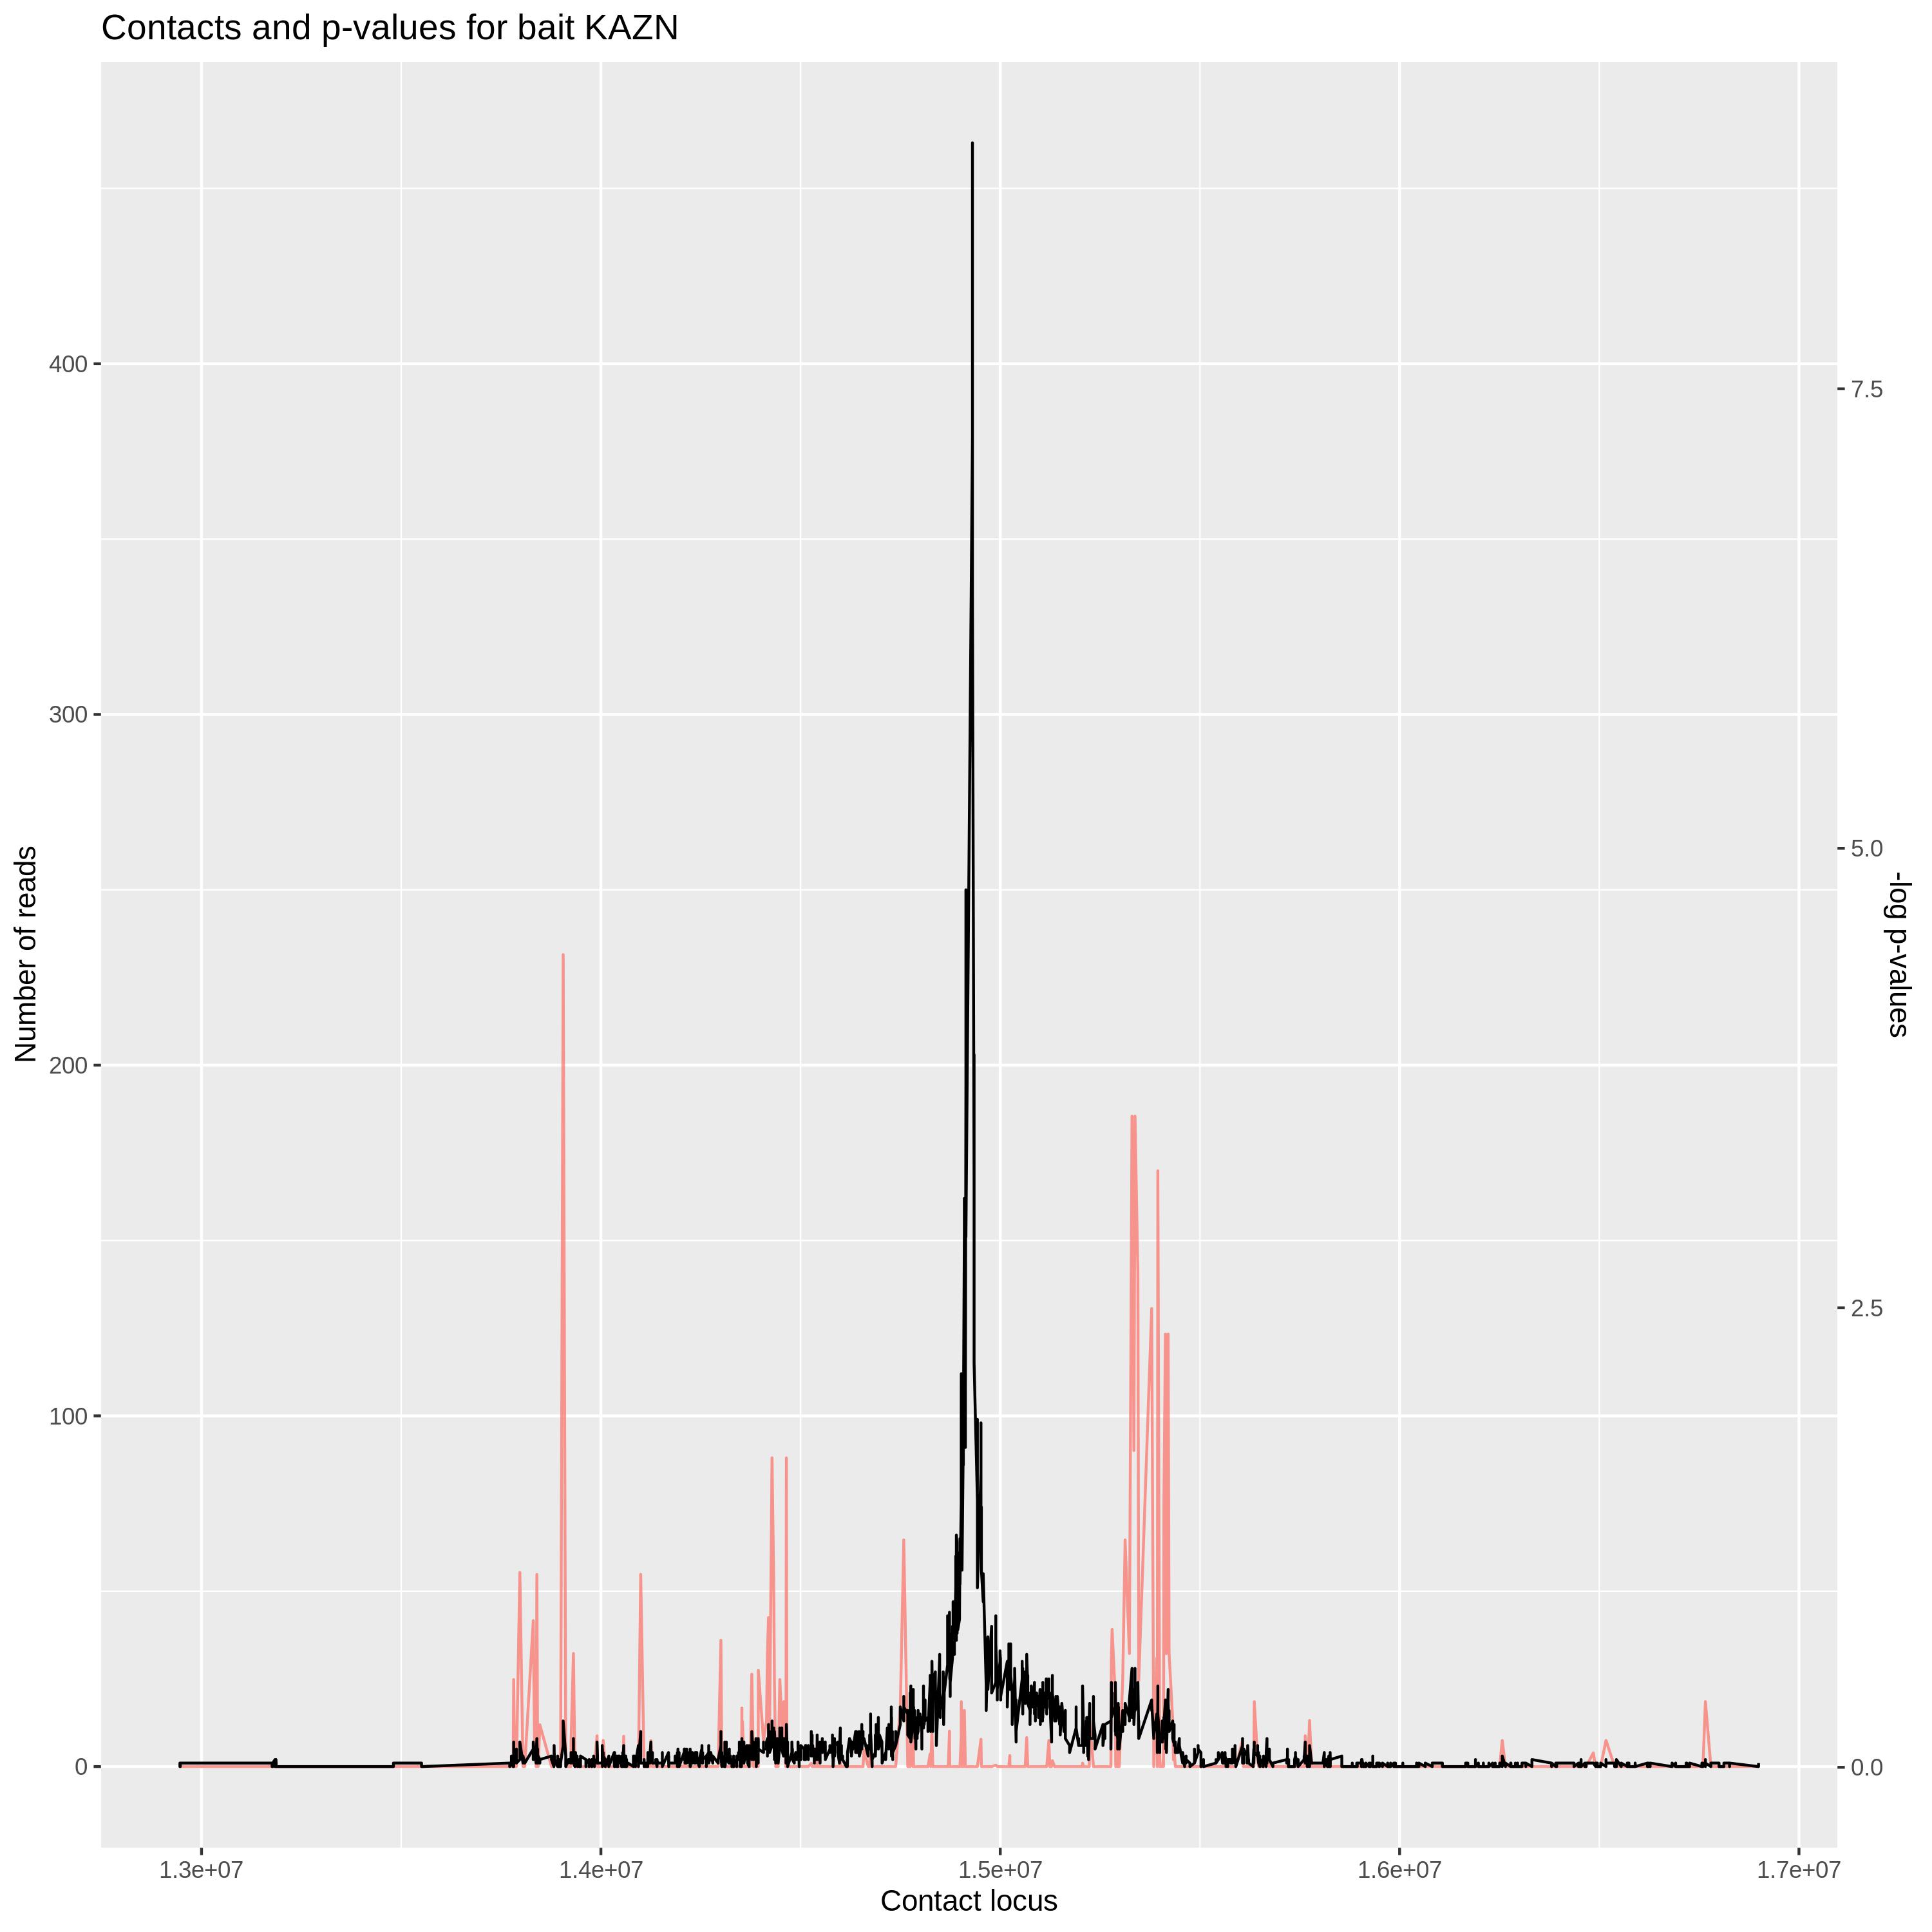 Contacts and p-values for bait KAZN
400
300
200
100
0
Number of reads
7.5
5.0
2.5
0.0
-log p-values
1.3e+07
1.4e+07
1.5e+07
1.6e+07
1.7e+07
Contact locus